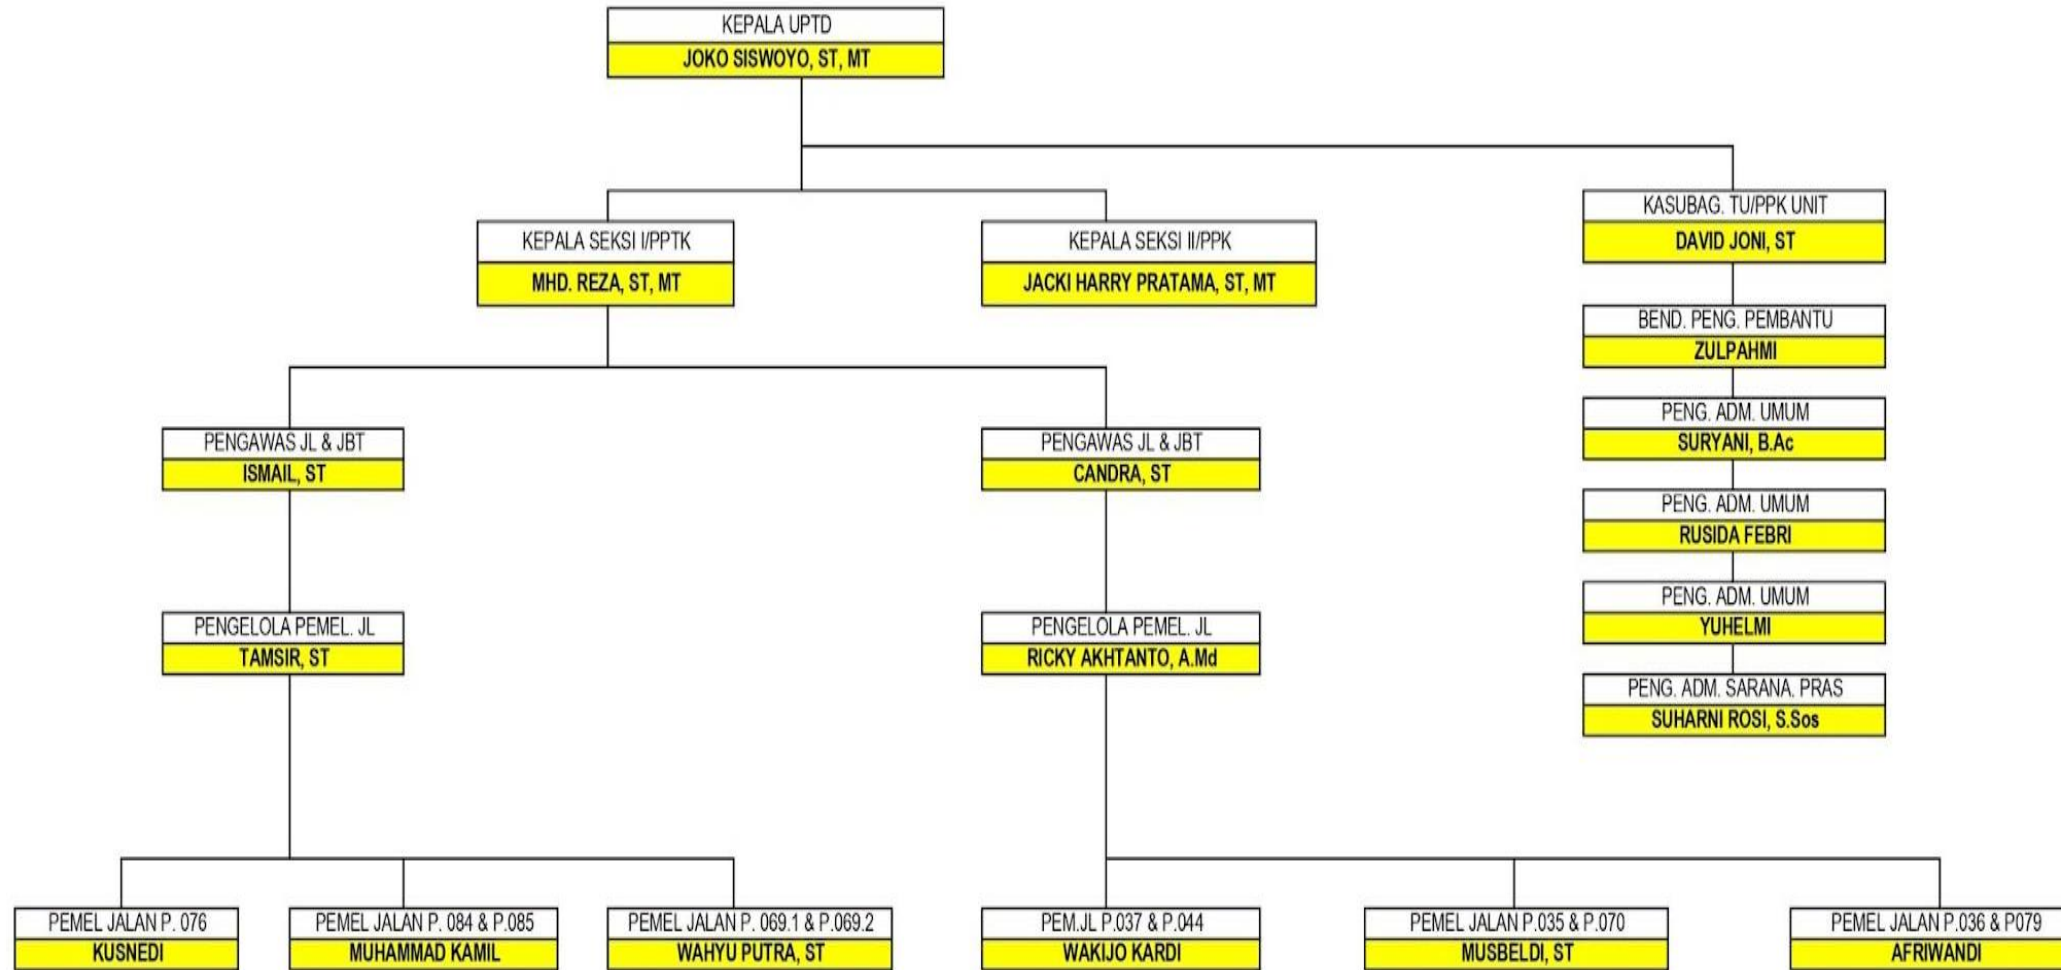 KEPALA UPTD
JOKO SISWOYO, ST, MT
KASUBAG. TU/PPK UNIT
DAVID JONI, ST
KEPALA SEKSI I/PPTK
MHD. REZA, ST, MT
KEPALA SEKSI II/PPK
JACKI HARRY PRATAMA, ST, MT
BEND. PENG. PEMBANTU
ZULPAHMI
PENG. ADM. UMUM
SURYANI, B.Ac
PENGAWAS JL & JBT
ISMAIL, ST
PENGAWAS JL & JBT
CANDRA, ST
PENG. ADM. UMUM
RUSIDA FEBRI
PENG. ADM. UMUM
YUHELMI
PENGELOLA PEMEL. JL
TAMSIR, ST
PENGELOLA PEMEL. JL
RICKY AKHTANTO, A.Md
PENG. ADM. SARANA. PRAS
SUHARNI ROSI, S.Sos
PEMEL JALAN P. 076
KUSNEDI
PEMEL JALAN P. 084 & P.085
MUHAMMAD KAMIL
PEMEL JALAN P. 069.1 & P.069.2
WAHYU PUTRA, ST
PEM.JL P.037 & P.044
WAKIJO KARDI
PEMEL JALAN P.035 & P.070
MUSBELDI, ST
PEMEL JALAN P.036 & P079
AFRIWANDI